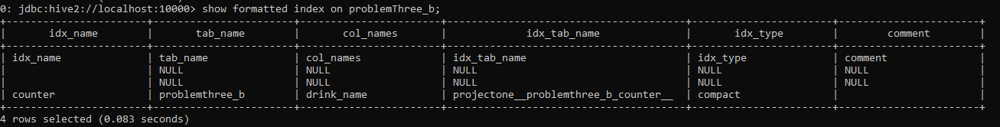 0: jdbc:hive2://localhost:10000> show formatted index on problemThree_b;
+-----------------------+-----------------------+-----------------------+---------------------------------------+-----------------------+-----------------------+
|       idx_name        |       tab_name        |       col_names       |             idx_tab_name              |       idx_type        |        comment        |
+-----------------------+-----------------------+-----------------------+---------------------------------------+-----------------------+-----------------------+
| idx_name              | tab_name              | col_names             | idx_tab_name                          | idx_type              | comment               |
|                       | NULL                  | NULL                  | NULL                                  | NULL                  | NULL                  |
|                       | NULL                  | NULL                  | NULL                                  | NULL                  | NULL                  |
| counter               | problemthree_b        | drink_name            | projectone__problemthree_b_counter__  | compact               |                       |
+-----------------------+-----------------------+-----------------------+---------------------------------------+-----------------------+-----------------------+
4 rows selected (0.083 seconds)